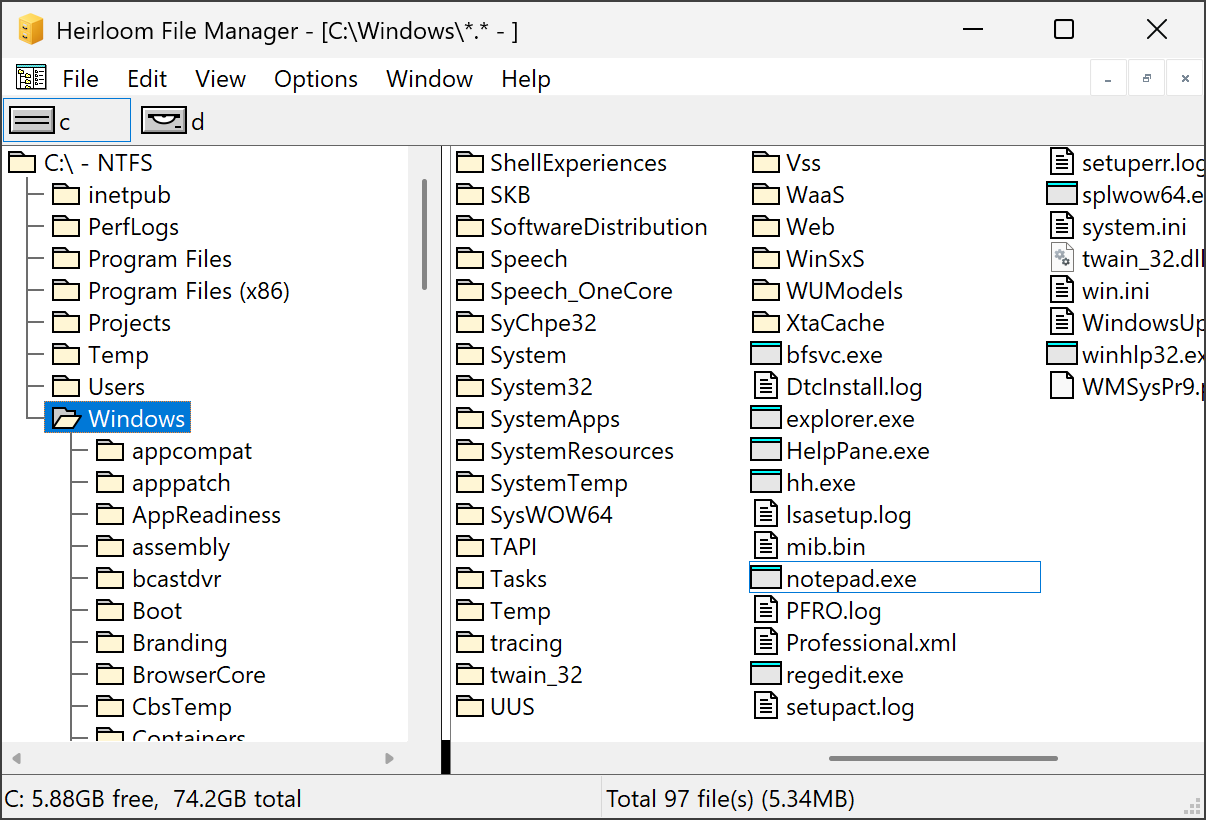 Heirloom File Manager - [C:\Windows\*.* - ]
File Edit View Options Window Help
c d
C:\ - NTFS
inetpub
PerfLogs
Program Files
Program Files (x86)
Projects
Temp
Users
Windows
appcompat
apppatch
AppReadiness
assembly
bcastdvr
Boot
Branding
BrowserCore
CbsTemp
Containers
ShellExperiences
SKB
SoftwareDistribution
Speech
Speech_OneCore
SyChpe32
System
System32
SystemApps
SystemResources
SystemTemp
SysWOW64
TAPI
Tasks
Temp
tracing
twain_32
UUS
Vss
WaaS
Web
WinSxS
WUModels
XtaCache
bfsvc.exe
DtcInstall.log
explorer.exe
HelpPane.exe
hh.exe
lsasetup.log
mib.bin
notepad.exe
PFRO.log
Professional.xml
regedit.exe
setupact.log
setuperr.log
splwow64.e
system.ini
twain_32.dll
win.ini
WindowsUp
winhlp32.ex
WMSysPr9.p
C: 5.88GB free, 74.2GB total
Total 97 file(s) (5.34MB)